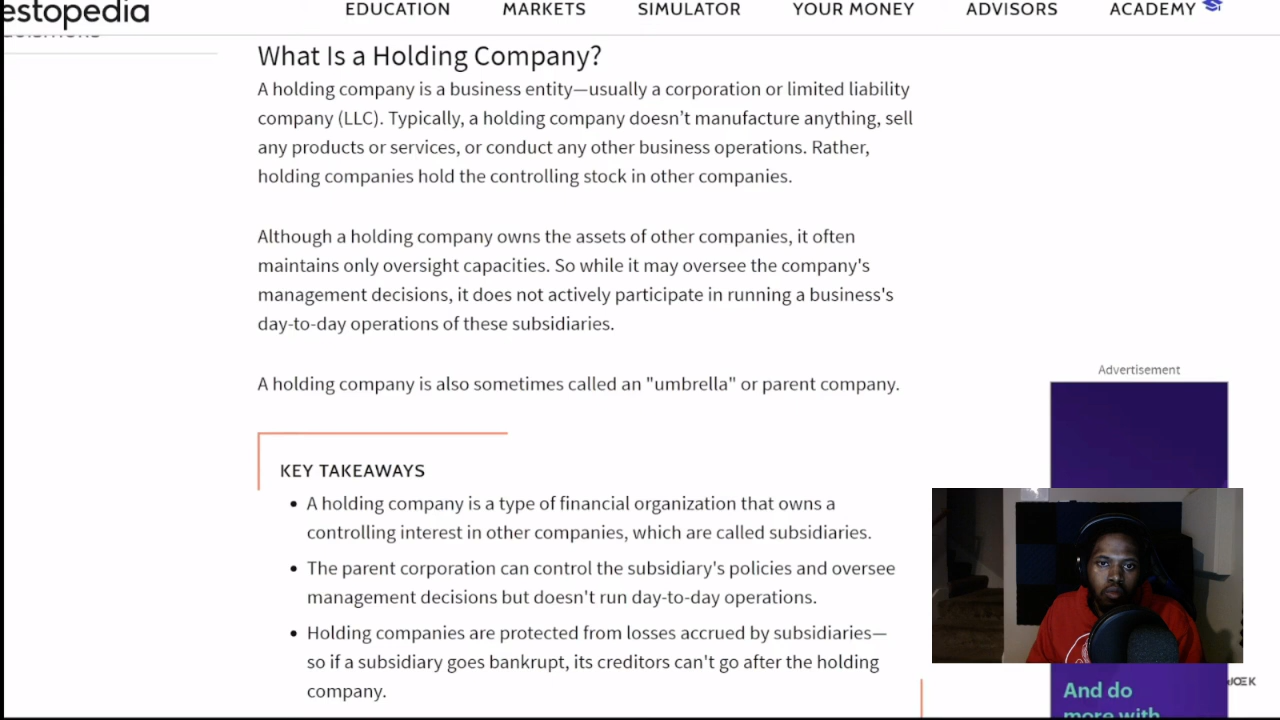 estopedia
EDUCATION MARKETS SIMULATOR YOUR MONEY ADVISORS ACADEMY
What Is a Holding Company?
A holding company is a business entity—usually a corporation or limited liability
company (LLC). Typically, a holding company doesn't manufacture anything, sell
any products or services, or conduct any other business operations. Rather,
holding companies hold the controlling stock in other companies.
Although a holding company owns the assets of other companies, it often
maintains only oversight capacities. So while it may oversee the company's
management decisions, it does not actively participate in running a business's
day-to-day operations of these subsidiaries.
A holding company is also sometimes called an "umbrella" or parent company.
KEY TAKEAWAYS
• A holding company is a type of financial organization that owns a
controlling interest in other companies, which are called subsidiaries.
• The parent corporation can control the subsidiary's policies and oversee
management decisions but doesn't run day-to-day operations.
• Holding companies are protected from losses accrued by subsidiaries—
so if a subsidiary goes bankrupt, its creditors can't go after the holding
company.
Advertisement
And do
more with